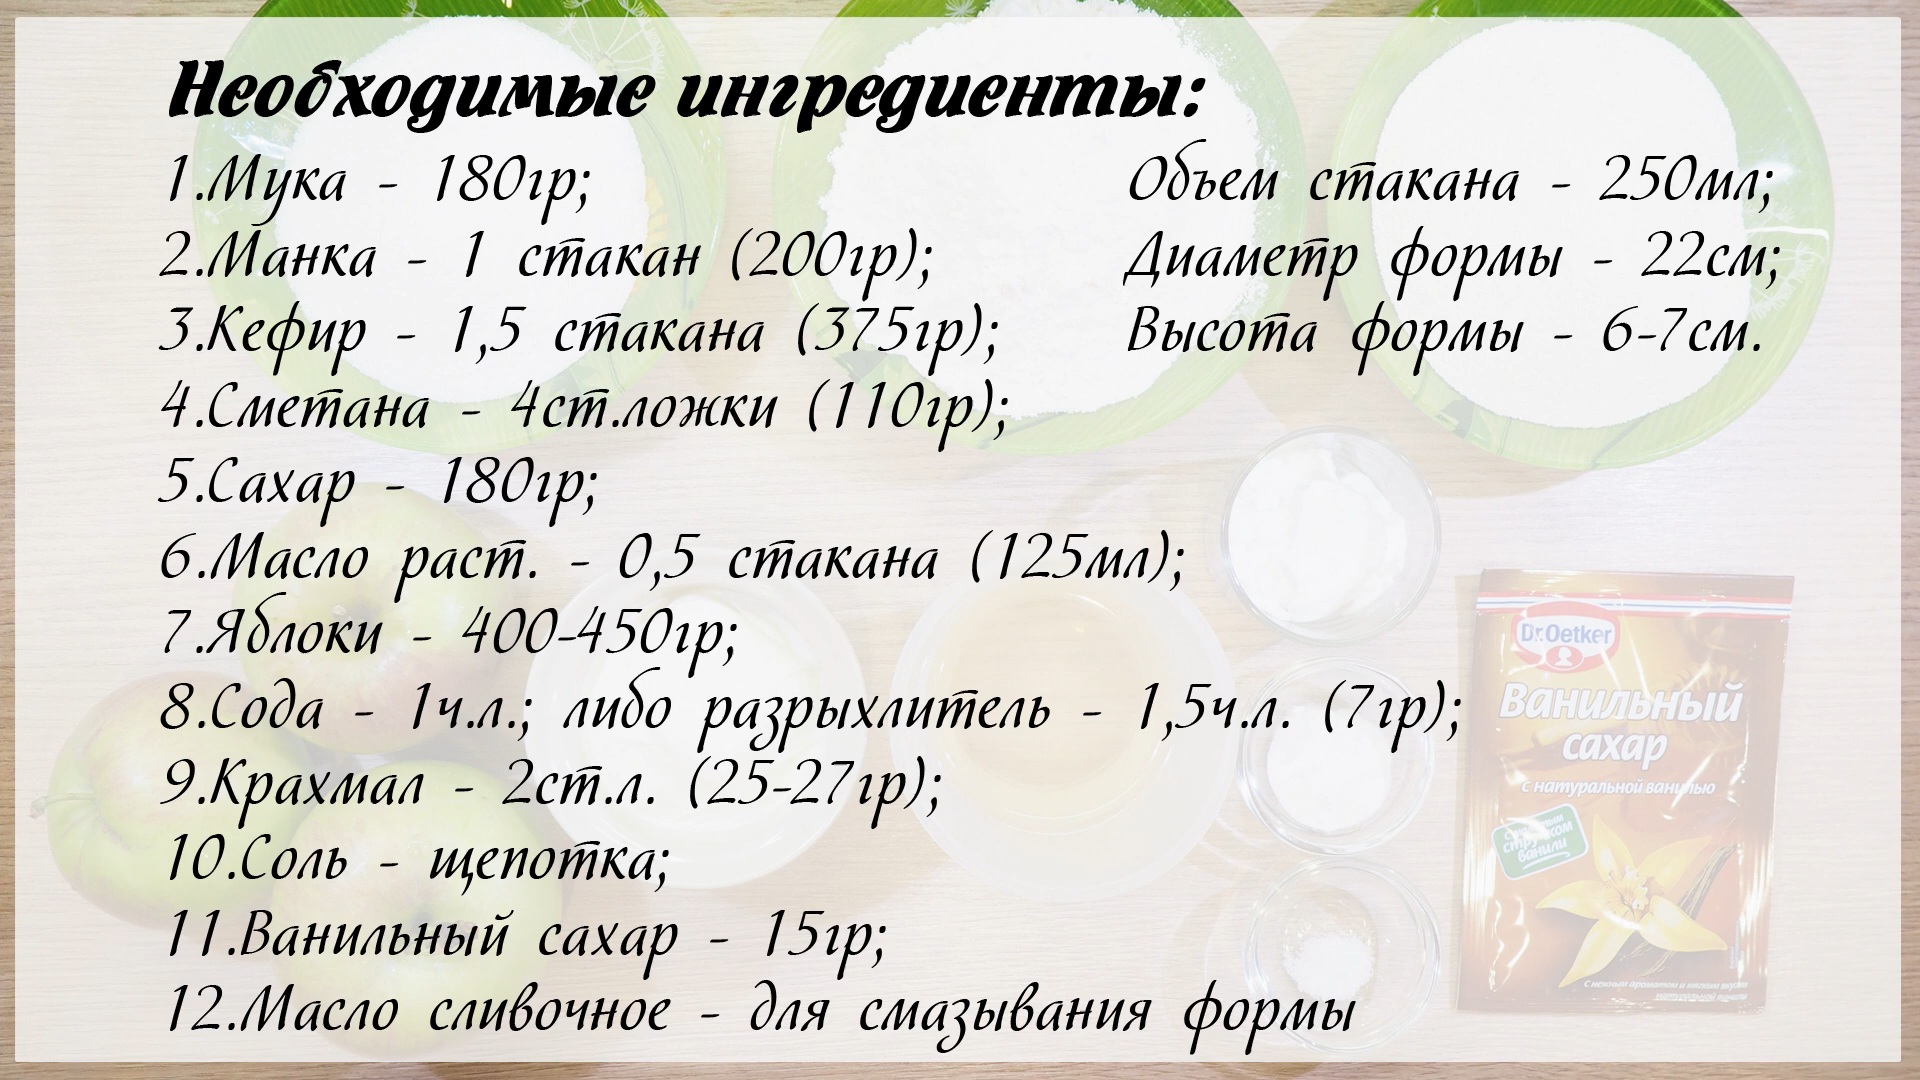 Необходимые ингредиенты:
1.Мука - 180гр;
2.Манка - 1 стакан (200гр);
3.Кефир - 1,5 стакана (375гр);
4.Сметана - 4ст.ложки (110гр);
5.Сахар - 180гр;
6.Масло раст. - 0,5 стакана (125мл);
7.Яблоки - 400-450гр;
8.Сода - 1ч.л.; либо разрыхлитель - 1,5ч.л. (7гр);
9.Крахмал - 2ст.л. (25-27гр);
10.Соль - щепотка;
11.Ванильный сахар - 15гр;
12.Масло сливочное - для смазывания формы
Объем стакана - 250мл;
Диаметр формы - 22см;
Высота формы - 6-7см.
Dr.Oetker
Ванильный
сахар
с натуральной ванилью
ванили